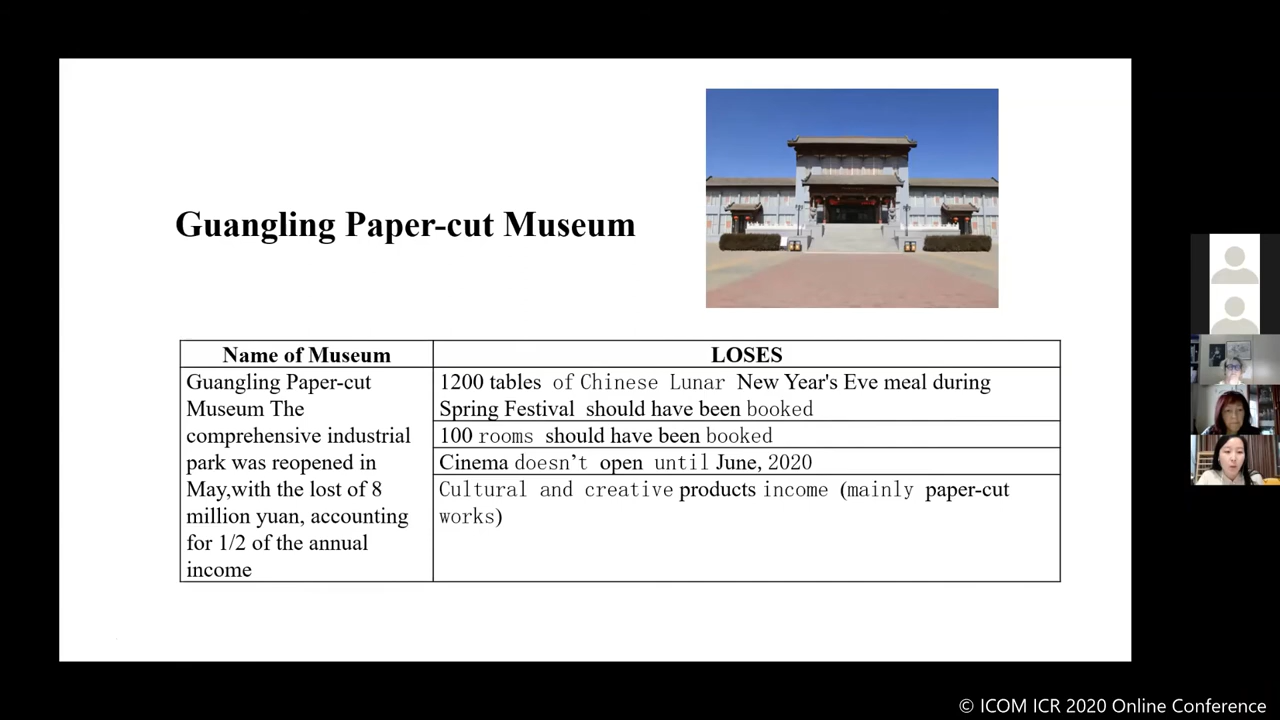 Guangling Paper-cut Museum
Name of Museum
LOSES
Guangling Paper-cut
Museum The
comprehensive industrial
park was reopened in
May,with the lost of 8
million yuan, accounting
for 1/2 of the annual
income
1200 tables of Chinese Lunar New Year's Eve meal during
Spring Festival should have been booked
100 rooms should have been booked
Cinema doesn't open until June, 2020
Cultural and creative products income (mainly paper-cut
works)
© ICOM ICR 2020 Online Conference